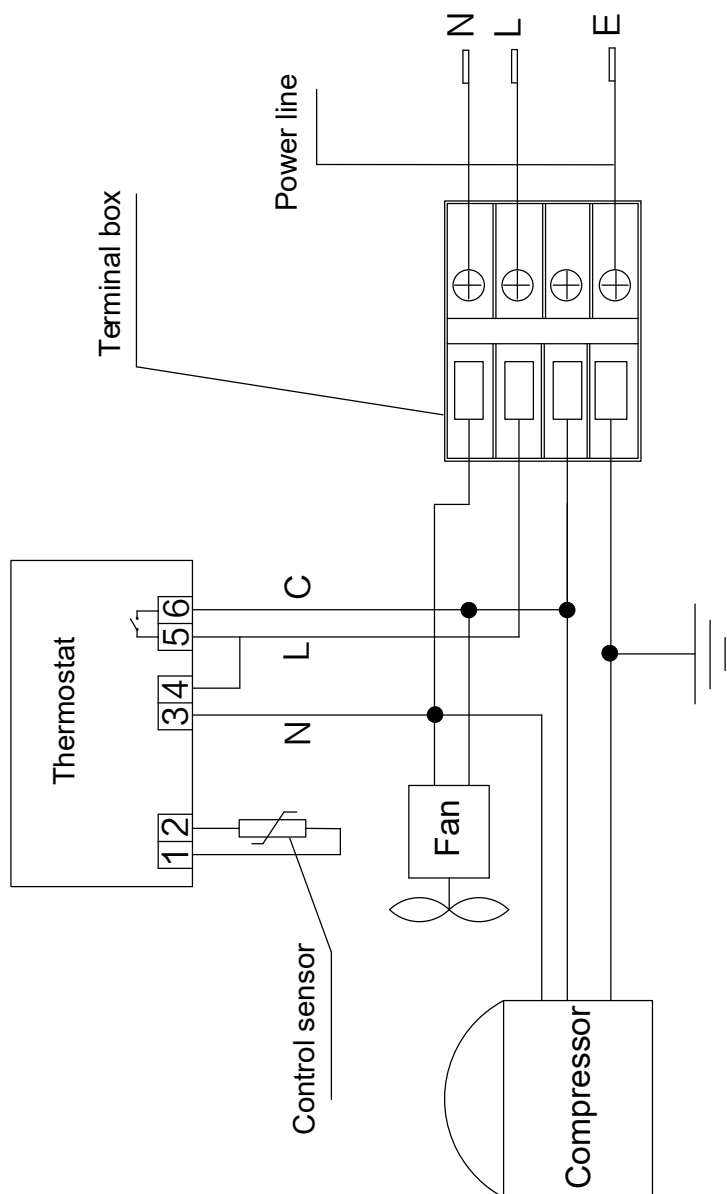 N
L
E
Power line
Terminal box
Thermostat
6
5
4
3
2
1
C
L
N
Control sensor
Fan
Compressor